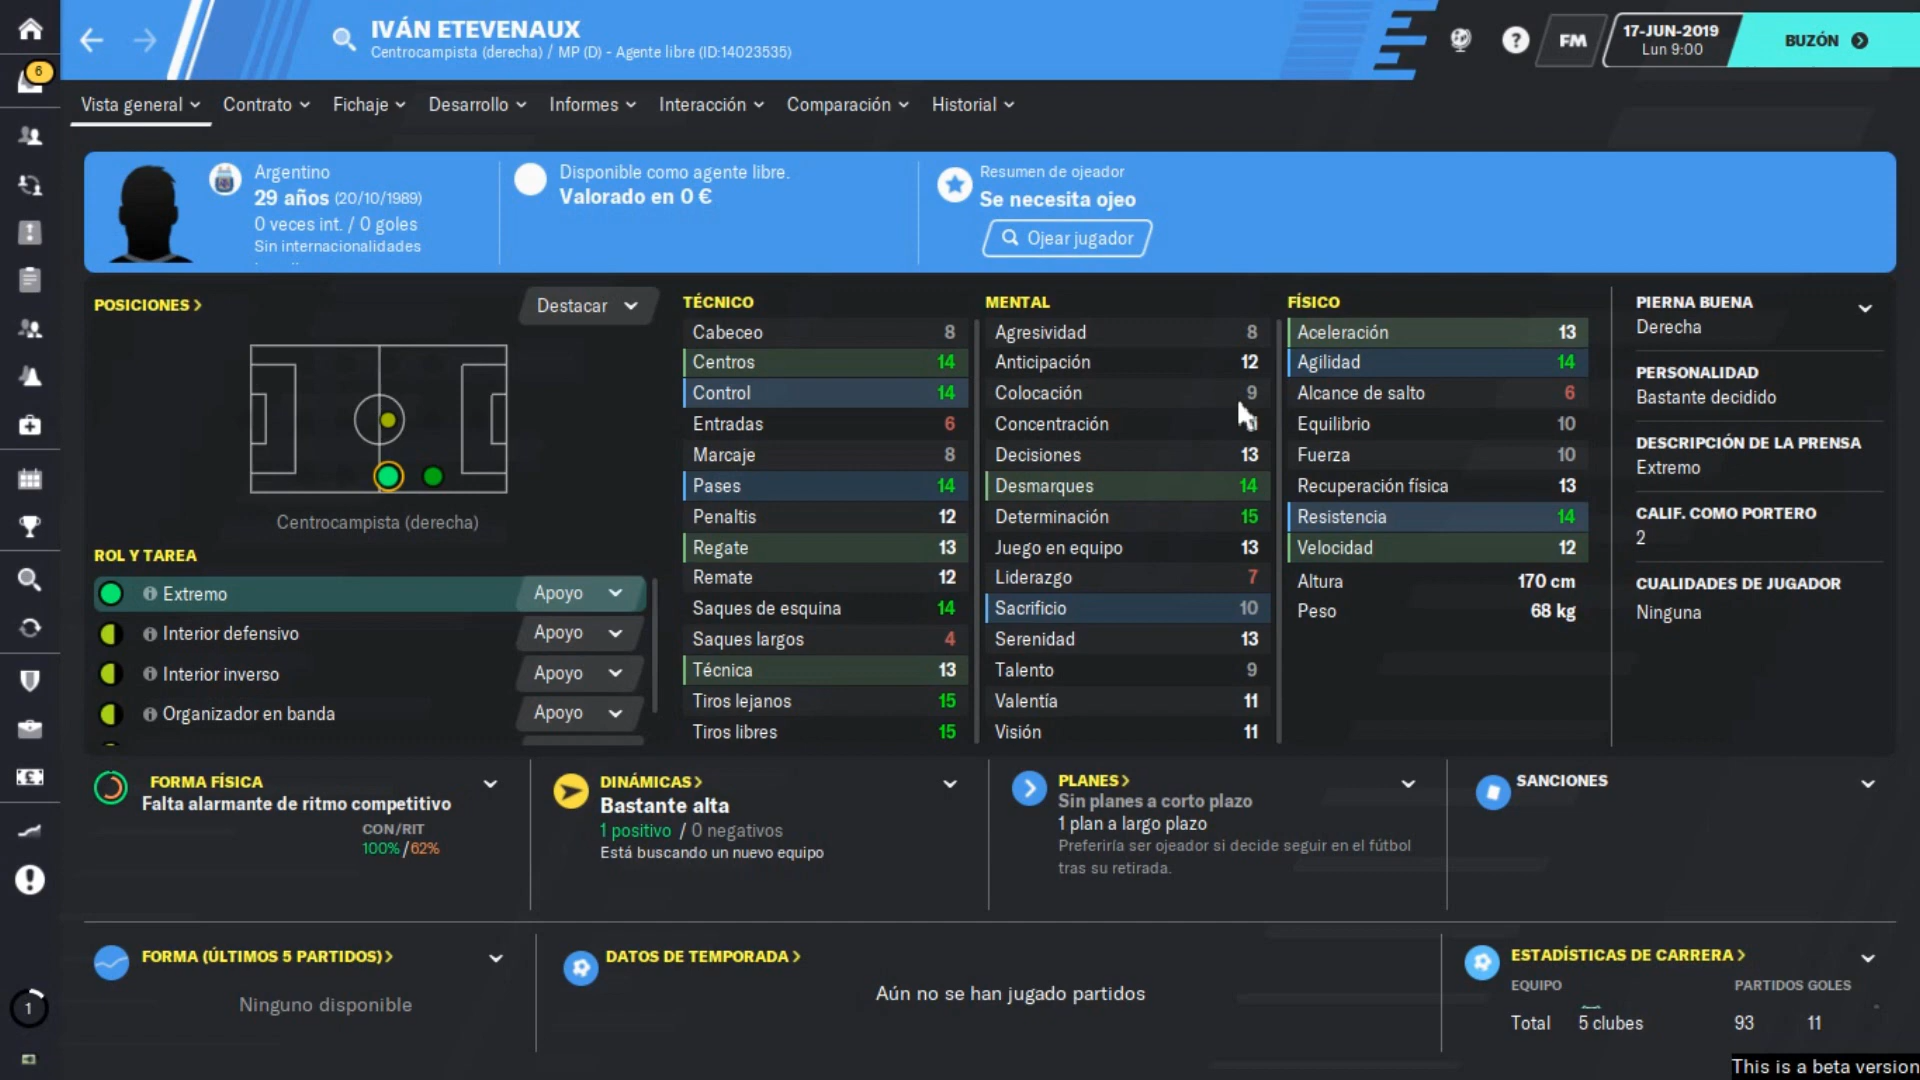 IVÁN ETEVENAUX
Centrocampista (derecha) / MP (D) - Agente libre (ID:14023535)
FM
17-JUN-2019
Lun 9:00
BUZÓN
6
Vista general
Contrato
Fichaje
Desarrollo
Informes
Interacción
Comparación
Historial
Argentino
29 años (20/10/1989)
0 veces int. / 0 goles
Sin internacionalidades
Disponible como agente libre.
Valorado en 0 €
Resumen de ojeador
Se necesita ojeo
Ojear jugador
POSICIONES
Destacar
Centrocampista (derecha)
ROL Y TAREA
Extremo Apoyo
Interior defensivo Apoyo
Interior inverso Apoyo
Organizador en banda Apoyo
TÉCNICO
Cabeceo 8
Centros 14
Control 14
Entradas 6
Marcaje 8
Pases 14
Penaltis 12
Regate 13
Remate 12
Saques de esquina 14
Saques largos 4
Técnica 13
Tiros lejanos 15
Tiros libres 15
MENTAL
Agresividad 8
Anticipación 12
Colocación 9
Concentración
Decisiones 13
Desmarques 14
Determinación 15
Juego en equipo 13
Liderazgo 7
Sacrificio 10
Serenidad 13
Talento 9
Valentía 11
Visión 11
FÍSICO
Aceleración 13
Agilidad 14
Alcance de salto 6
Equilibrio 10
Fuerza 10
Recuperación física 13
Resistencia 14
Velocidad 12
Altura 170 cm
Peso 68 kg
PIERNA BUENA
Derecha
PERSONALIDAD
Bastante decidido
DESCRIPCIÓN DE LA PRENSA
Extremo
CALIF. COMO PORTERO
2
CUALIDADES DE JUGADOR
Ninguna
FORMA FÍSICA
Falta alarmante de ritmo competitivo
CON/RIT
100% /62%
DINÁMICAS
Bastante alta
1 positivo / 0 negativos
Está buscando un nuevo equipo
PLANES
Sin planes a corto plazo
1 plan a largo plazo
Preferiría ser ojeador si decide seguir en el fútbol
tras su retirada.
SANCIONES
FORMA (ÚLTIMOS 5 PARTIDOS)
Ninguno disponible
DATOS DE TEMPORADA
Aún no se han jugado partidos
ESTADÍSTICAS DE CARRERA
EQUIPO PARTIDOS GOLES
Total 5 clubes 93 11
1
This is a beta version